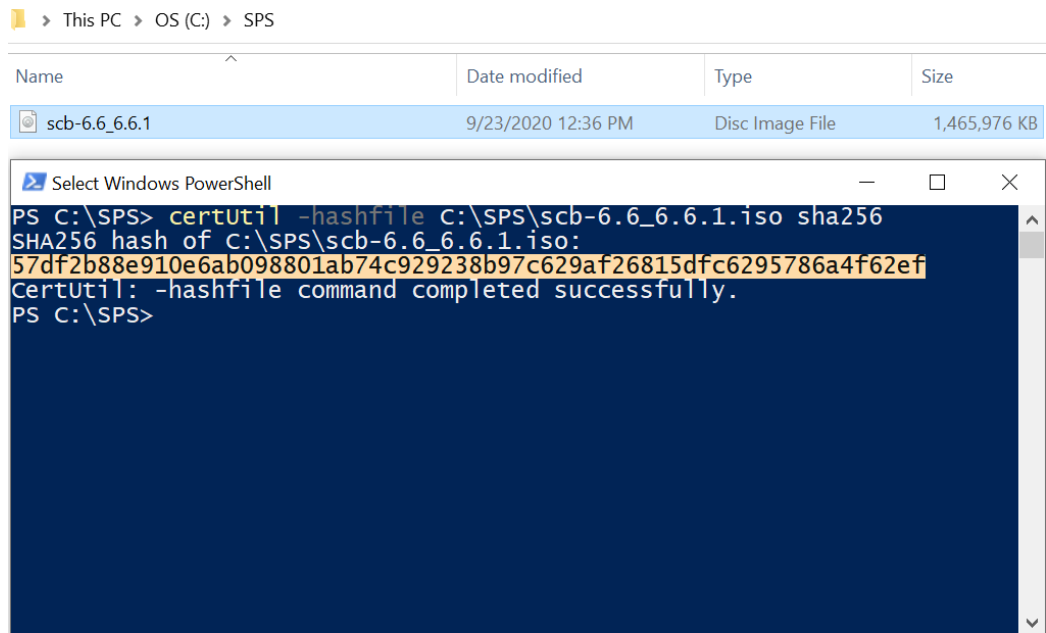 This PC > OS (C:) > SPS
Name Date modified Type Size
scb-6.6_6.6.1 9/23/2020 12:36 PM Disc Image File 1,465,976 KB
Select Windows PowerShell
PS C:\SPS> certUtil -hashfile C:\SPS\scb-6.6_6.6.1.iso sha256
SHA256 hash of C:\SPS\scb-6.6_6.6.1.iso:
57df2b88e910e6ab098801ab74c929238b97c629af26815dfc6295786a4f62ef
CertUtil: -hashfile command completed successfully.
PS C:\SPS>